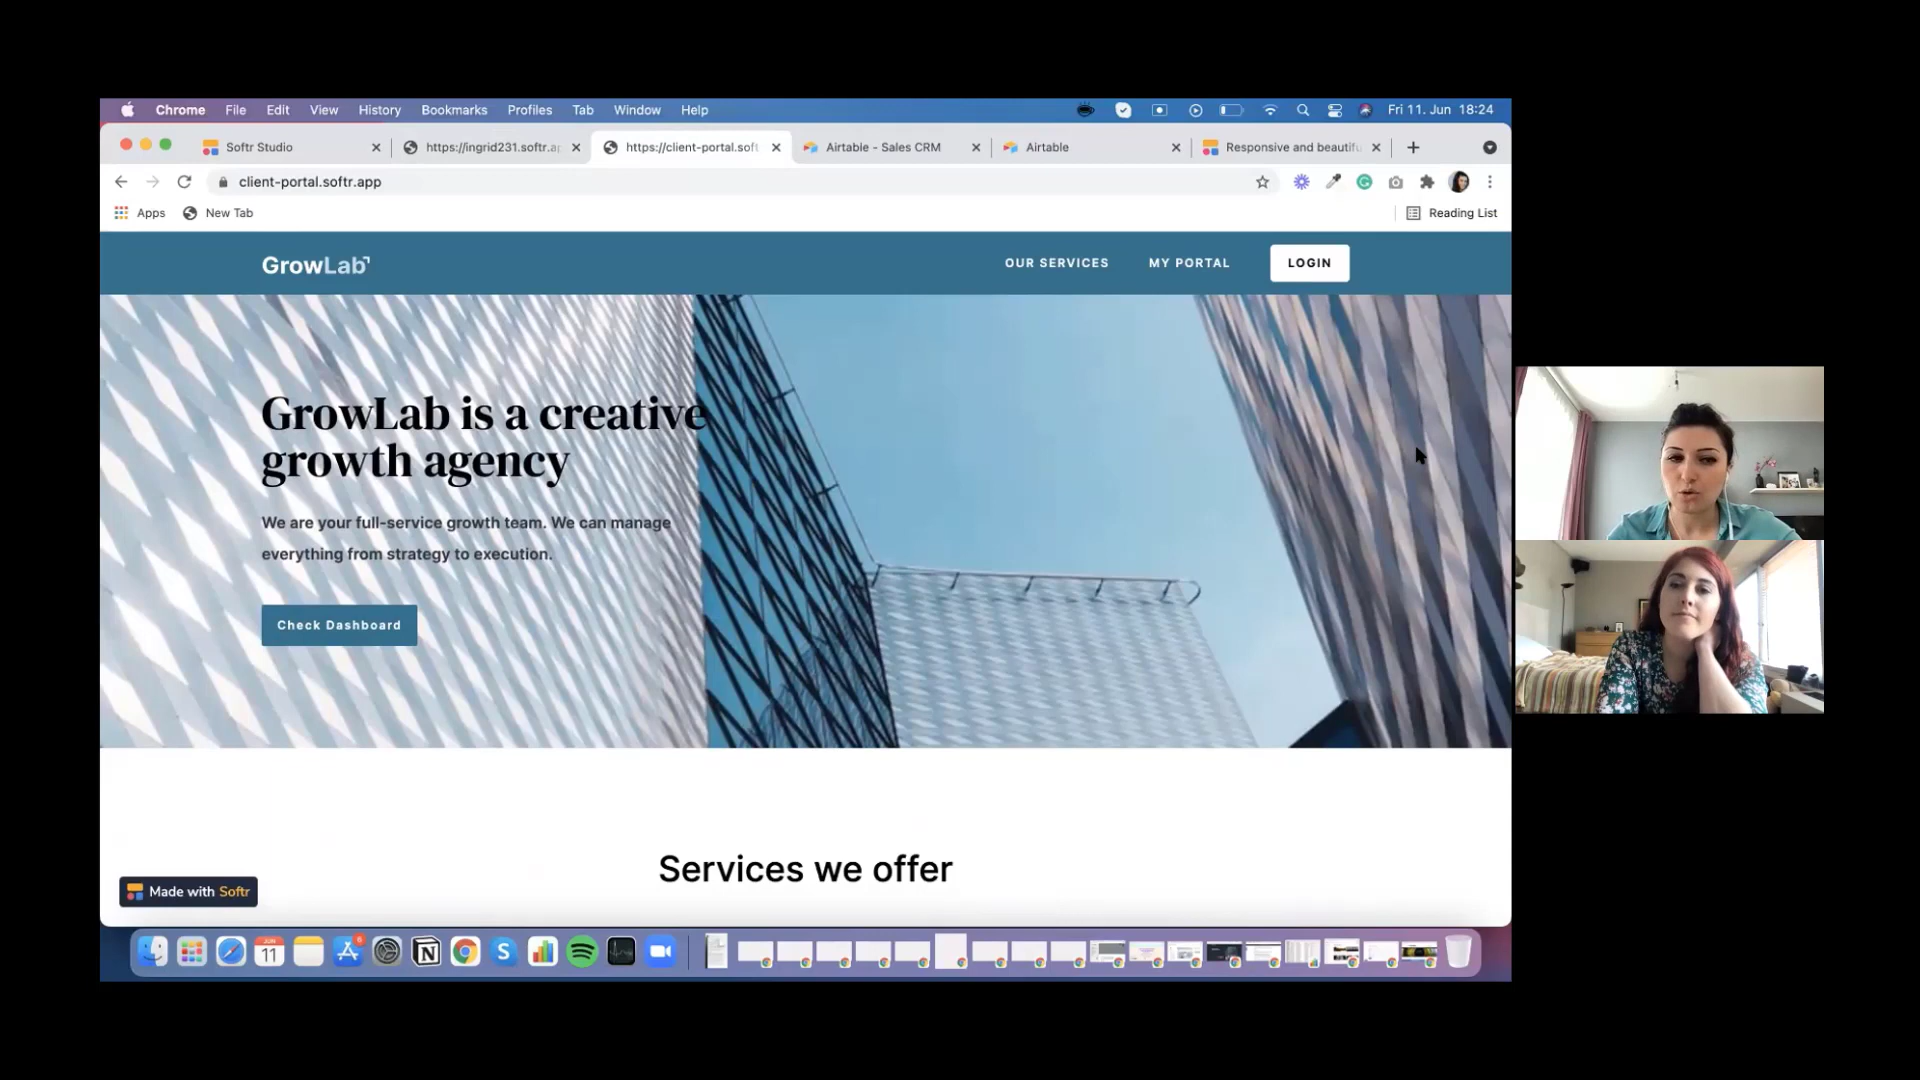 Chrome File Edit View History Bookmarks Profiles Tab Window Help Fri 11. Jun 18:24
Softr Studio https://ingrid231.softr.a https://client-portal.soft Airtable - Sales CRM Airtable Responsive and beautifu
client-portal.softr.app
Apps New Tab Reading List
GrowLab OUR SERVICES MY PORTAL LOGIN
GrowLab is a creative
growth agency
We are your full-service growth team. We can manage
everything from strategy to execution.
Check Dashboard
Services we offer
Made with Softr
JUN
11